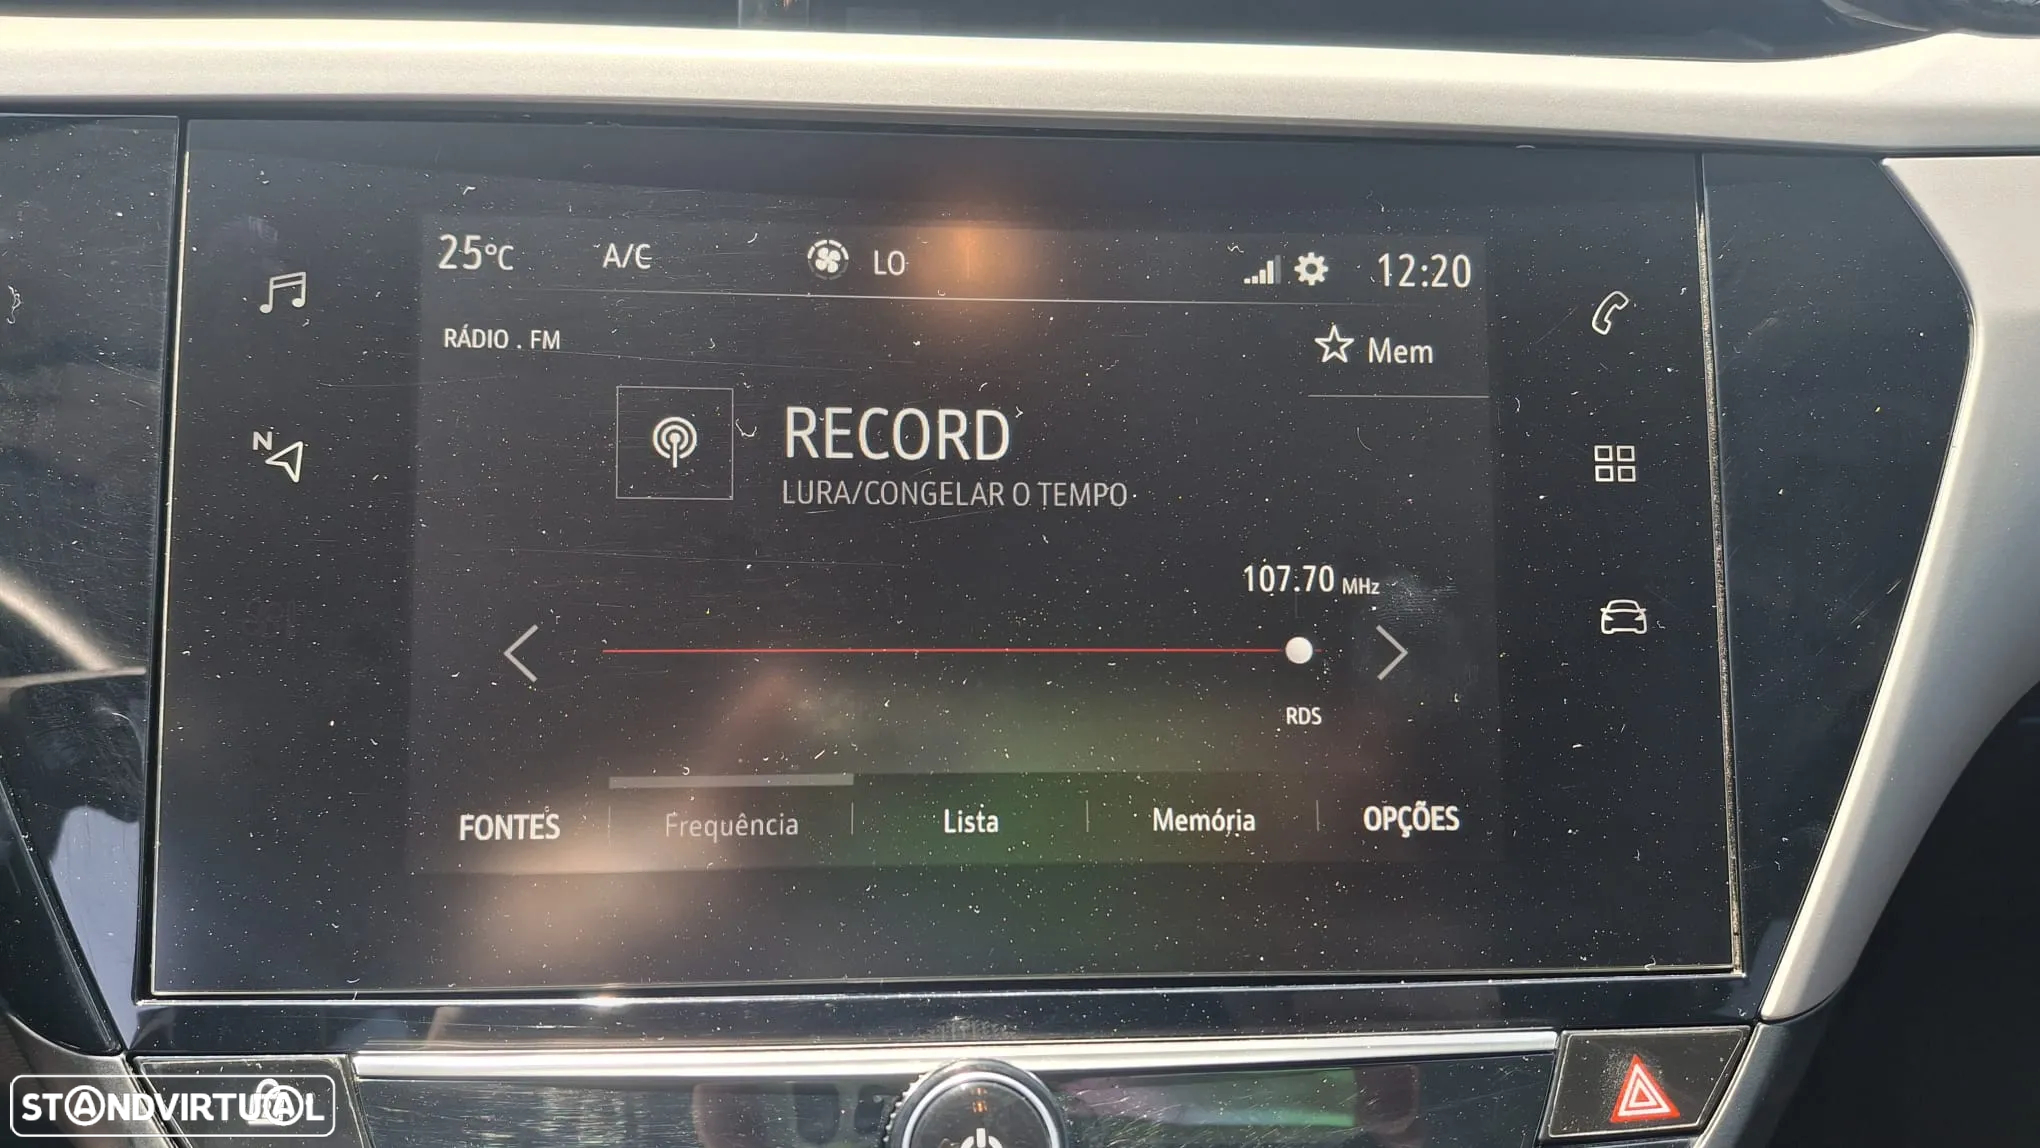 25°C A/C LO 12:20
RÁDIO . FM
Mem
RECORD
LURA/CONGELAR O TEMPO
N
107.70 MHz
RDS
FONTES Frequência Lista Memória OPÇÕES
STANDVIRTUAL